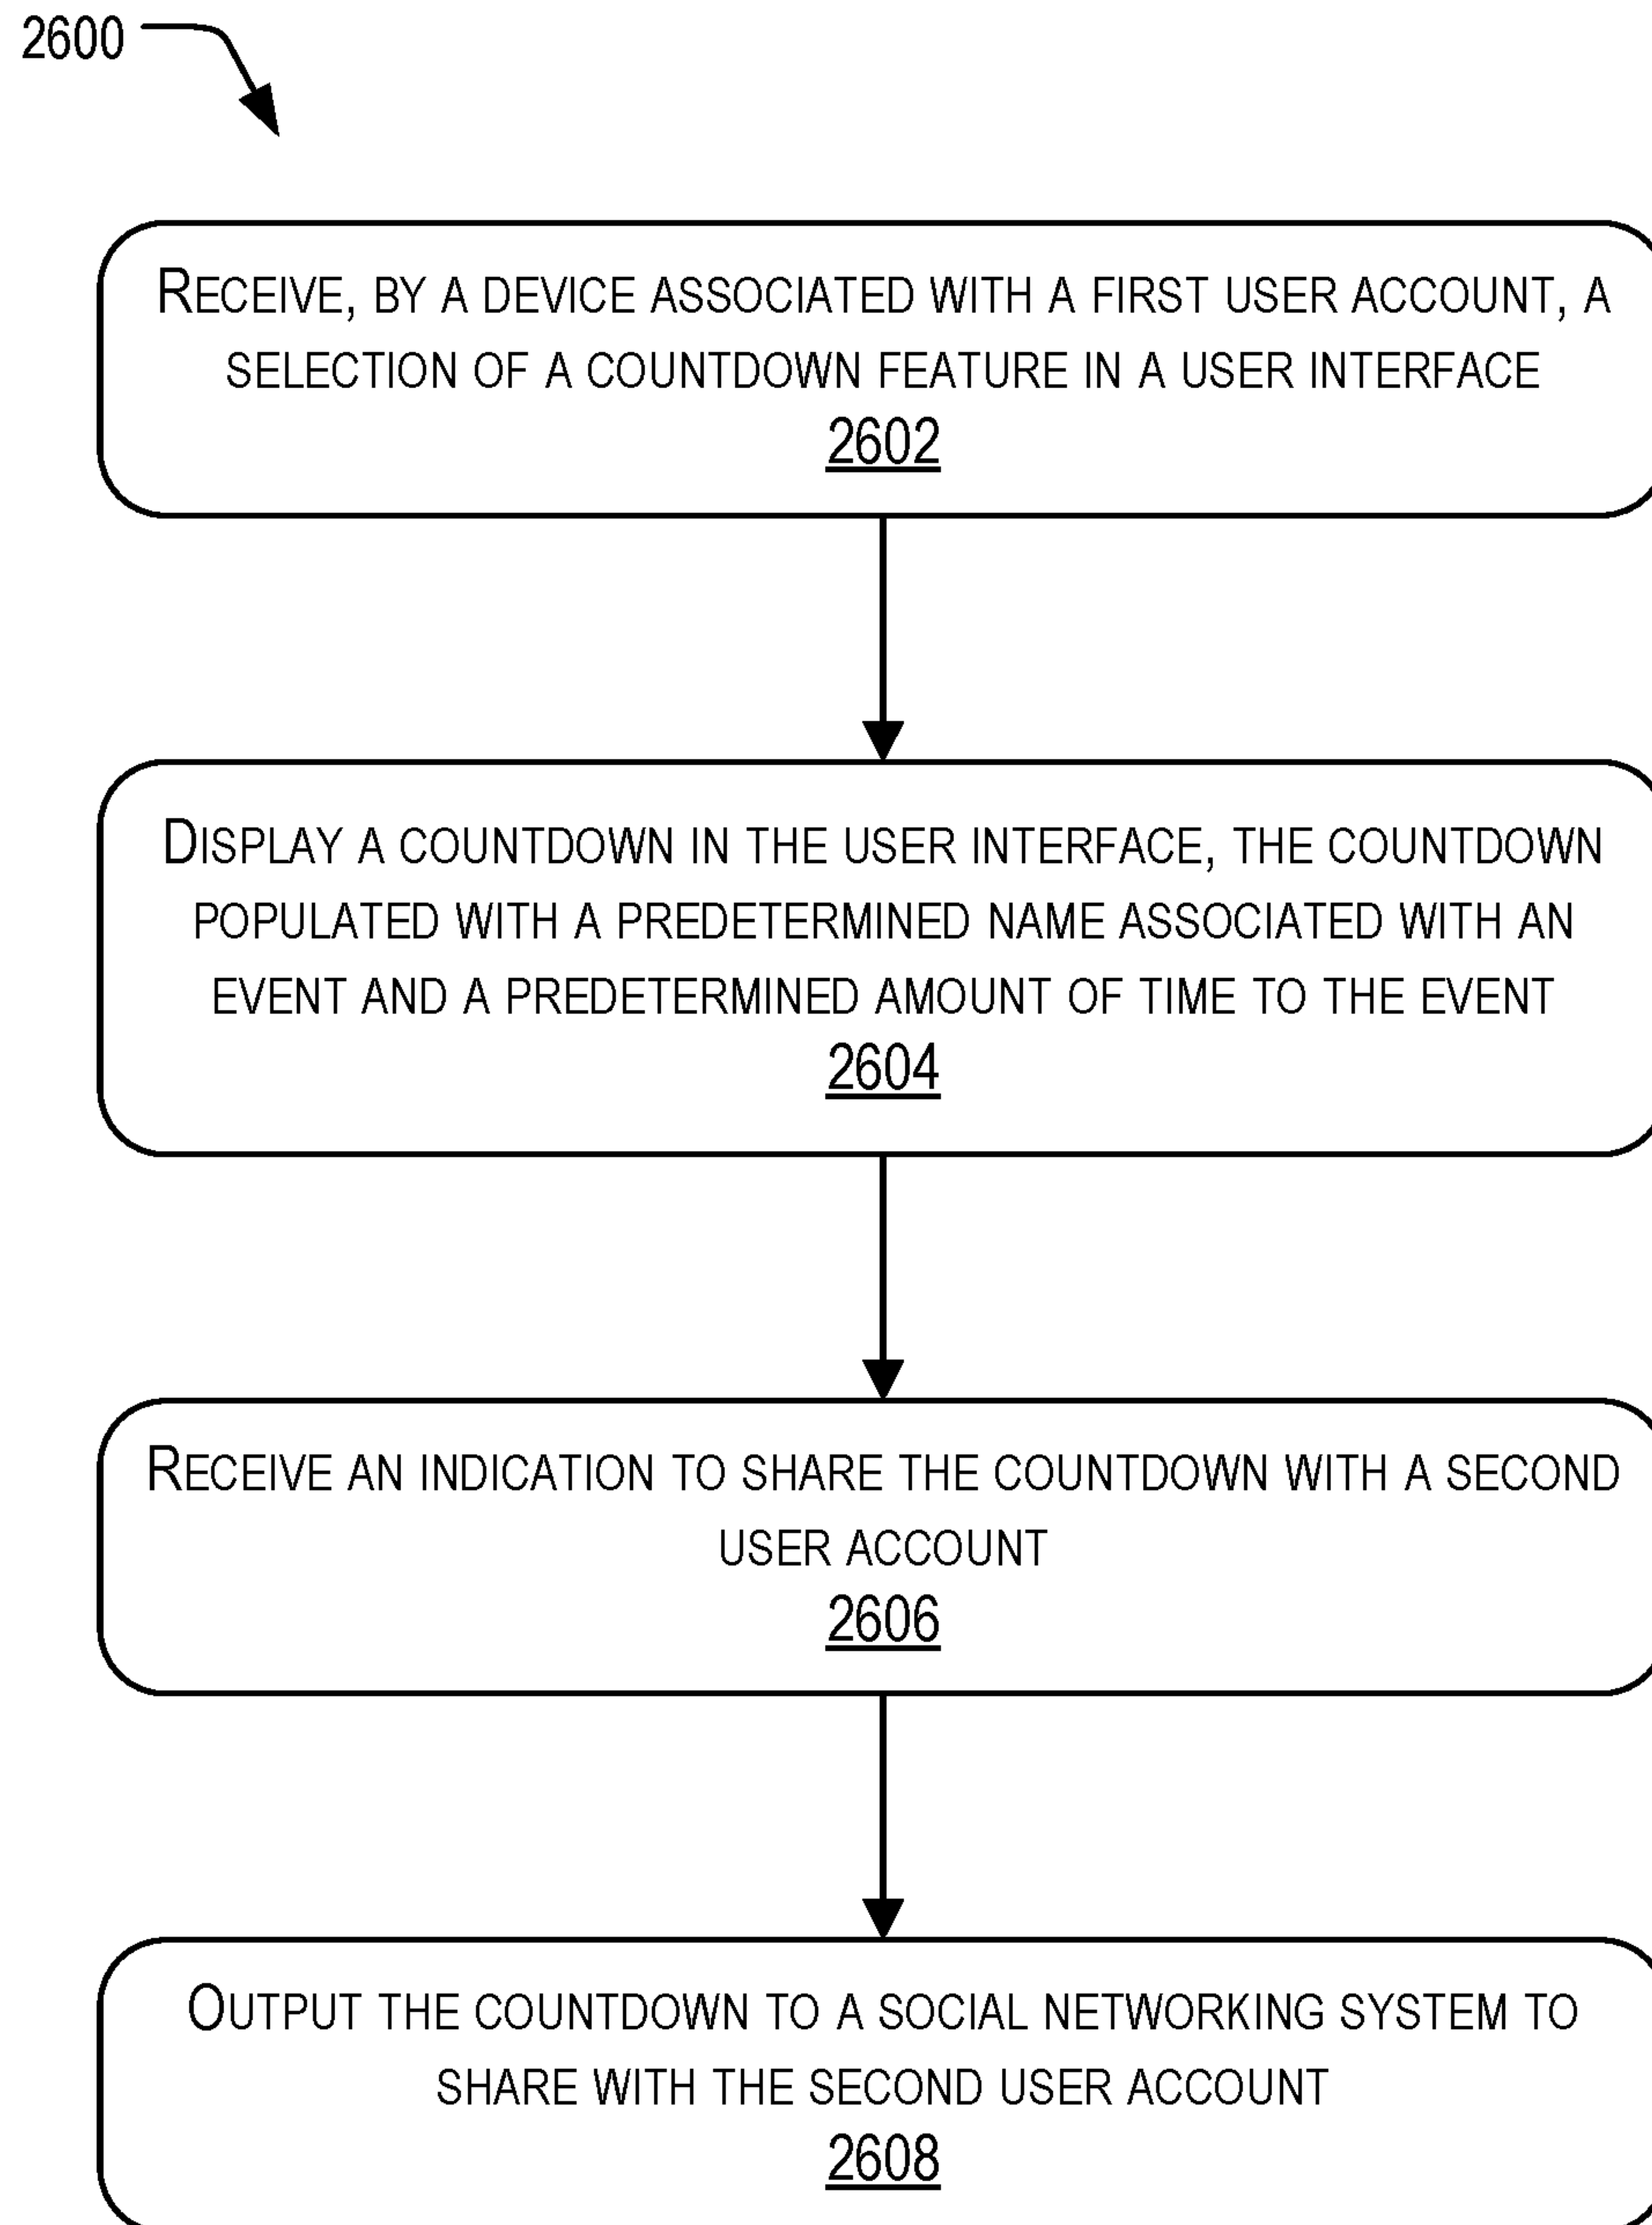 2600
RECEIVE, BY A DEVICE ASSOCIATED WITH A FIRST USER ACCOUNT, A
SELECTION OF A COUNTDOWN FEATURE IN A USER INTERFACE
2602
DISPLAY A COUNTDOWN IN THE USER INTERFACE, THE COUNTDOWN
POPULATED WITH A PREDETERMINED NAME ASSOCIATED WITH AN
EVENT AND A PREDETERMINED AMOUNT OF TIME TO THE EVENT
2604
RECEIVE AN INDICATION TO SHARE THE COUNTDOWN WITH A SECOND
USER ACCOUNT
2606
OUTPUT THE COUNTDOWN TO A SOCIAL NETWORKING SYSTEM TO
SHARE WITH THE SECOND USER ACCOUNT
2608